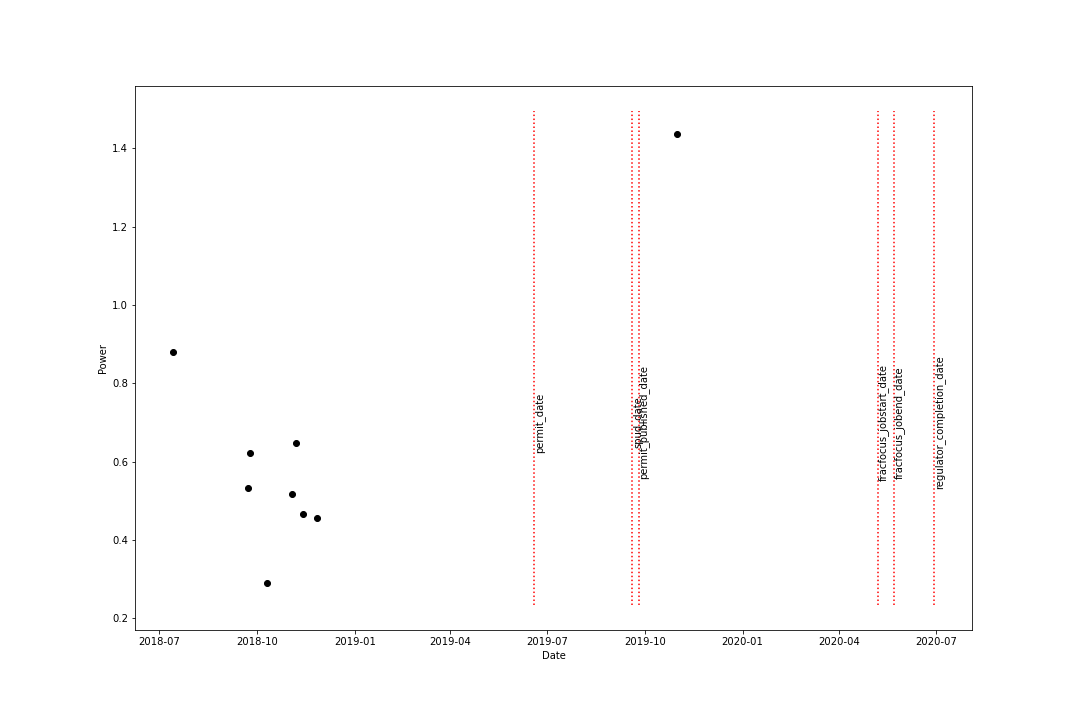 Power
1.4
1.2
1.0
0.8
0.6
0.4
0.2
permit_date
spud_date
permit_published_date
fracfocus_jobstart_date
fracfocus_jobend_date
regulator_completion_date
2018-07
2018-10
2019-01
2019-04
2019-07
2019-10
2020-01
2020-04
2020-07
Date